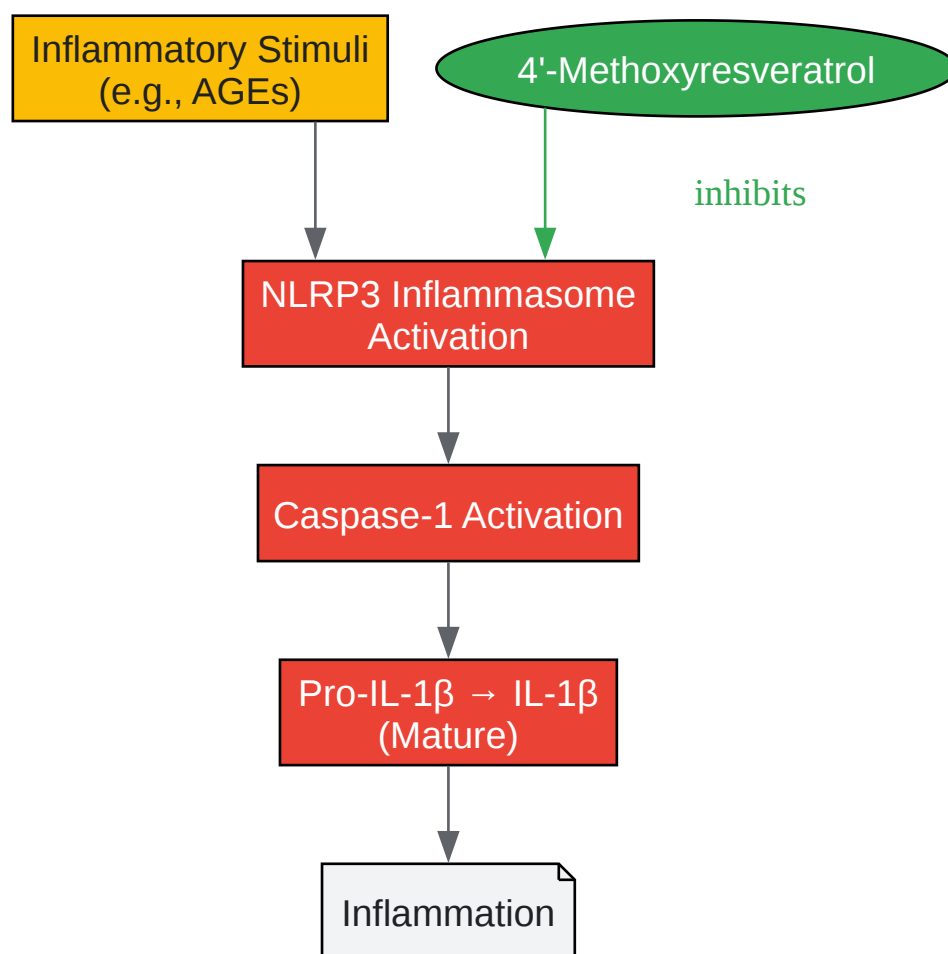 Inflammatory Stimuli
(e.g., AGEs)
4'-Methoxyresveratrol
inhibits
NLRP3 Inflammasome
Activation
Caspase-1 Activation
Pro-IL-1β → IL-1β
(Mature)
Inflammation